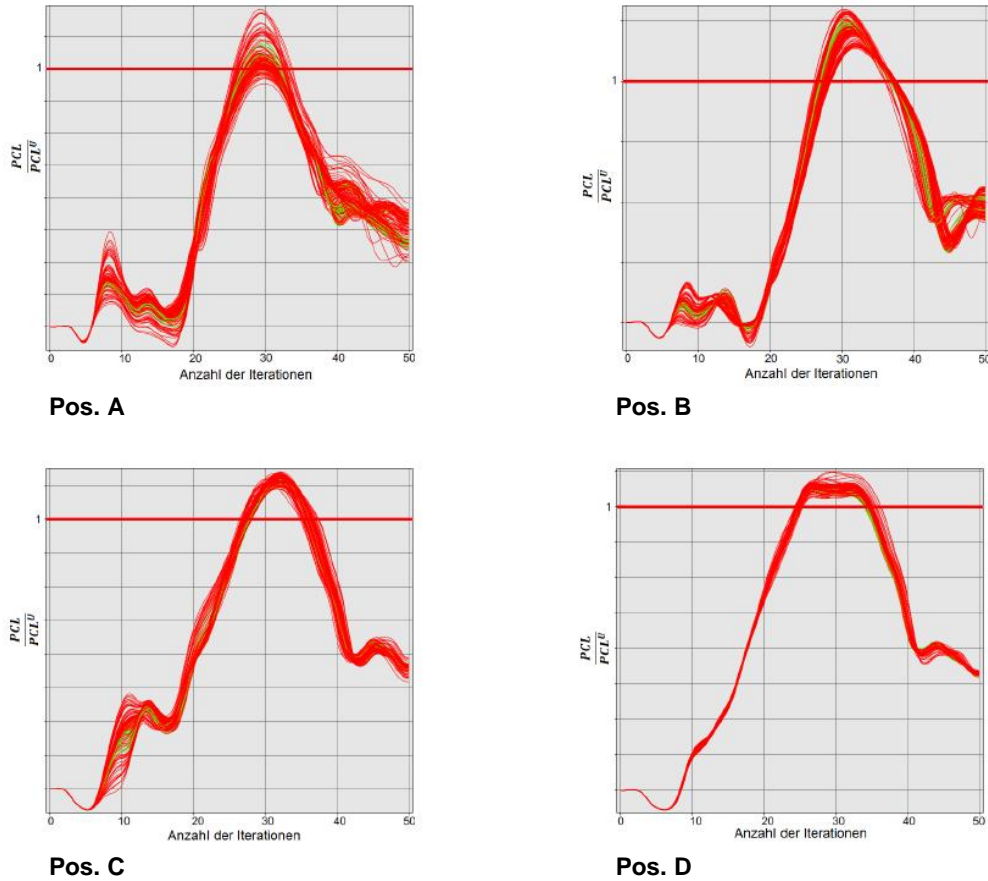 1
PCL
PCL^U
0 10 20 30 40 50
Anzahl der Iterationen
Pos. A
1
PCL
PCL^U
0 10 20 30 40 50
Anzahl der Iterationen
Pos. B
1
PCL
PCL^U
0 10 20 30 40 50
Anzahl der Iterationen
Pos. C
1
PCL
PCL^U
0 10 20 30 40 50
Anzahl der Iterationen
Pos. D